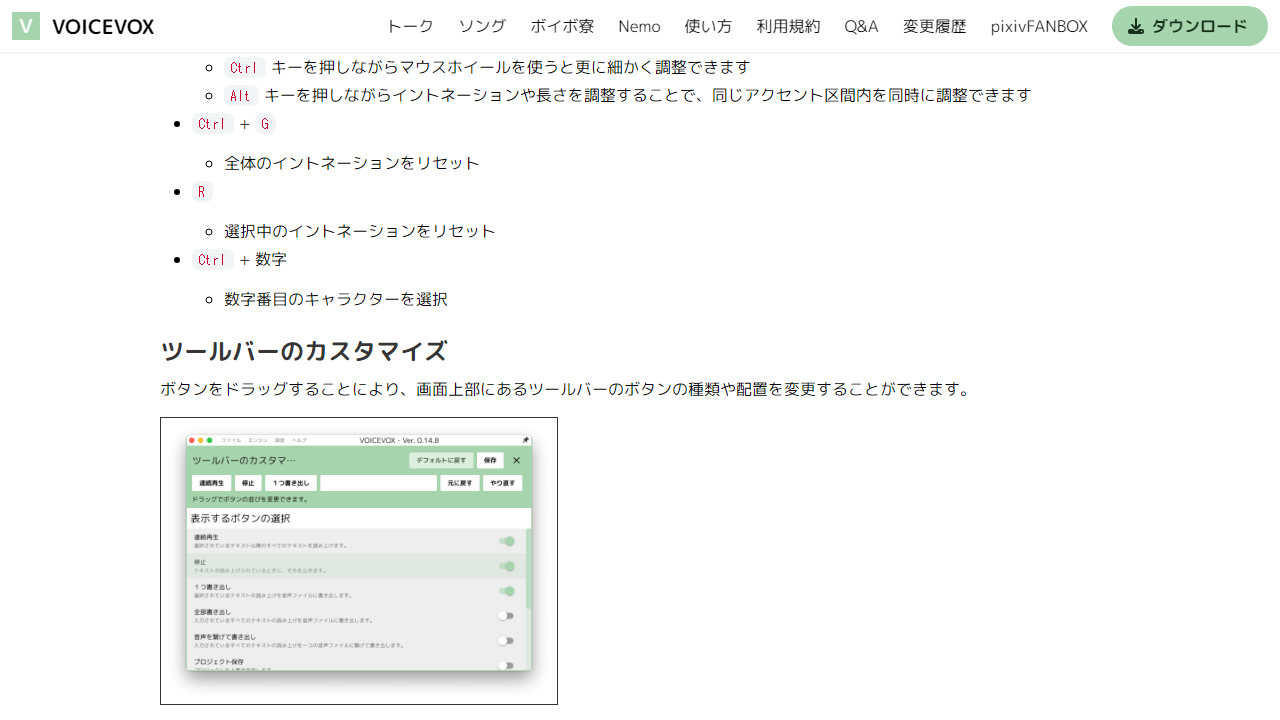 V VOICEVOX トーク ソング ボイボ寮 Nemo 使い方 利用規約 Q&A 変更履歴 pixivFANBOX ダウンロード
Ctrl キーを押しながらマウスホイールを使うと更に細かく調整できます
Alt キーを押しながらイントネーションや長さを調整することで、同じアクセント区間内を同時に調整できます
Ctrl + G
全体のイントネーションをリセット
R
選択中のイントネーションをリセット
Ctrl + 数字
数字番目のキャラクターを選択
ツールバーのカスタマイズ
ボタンをドラッグすることにより、画面上部にあるツールバーのボタンの種類や配置を変更することができます。
ファイル エンジン 設定 ヘルプ VOICEVOX - Ver. 0.14.8
ツールバーのカスタマ… デフォルトに戻す 保存
連続再生 停止 1つ書き出し 元に戻す やり直す
ドラッグでボタンの並びを変更できます。
表示するボタンの選択
連続再生
選択されているテキスト以降のすべてのテキストを読み上げます。
停止
テキストが読み上げられているときに、それを止めます。
1つ書き出し
選択されているテキストの読み上げを音声ファイルに書き出します。
全部書き出し
入力されているすべてのテキストの読み上げを音声ファイルに書き出します。
音声を繋げて書き出し
入力されているすべてのテキストの読み上げを一つの音声ファイルに繋げて書き出します。
プロジェクト保存